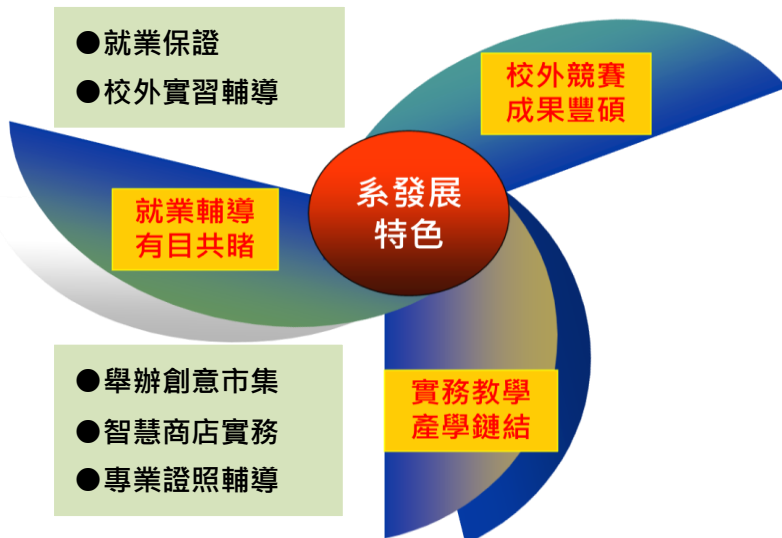 ●就業保證
●校外實習輔導
校外競賽
成果豐碩
系發展
特色
就業輔導
有目共睹
●舉辦創意市集
●智慧商店實務
●專業證照輔導
實務教學
產學鏈結